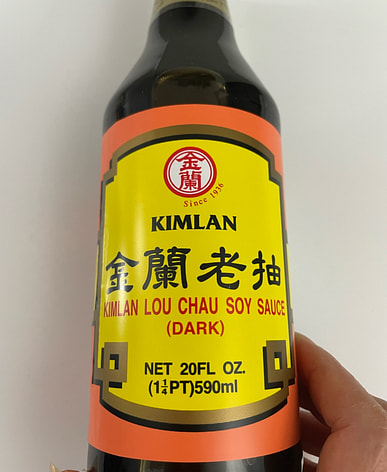 金蘭
Since 1936
KIMLAN
金蘭老抽
KIMLAN LOU CHAU SOY SAUCE
(DARK)
NET 20FL OZ.
(1¼PT)590ml